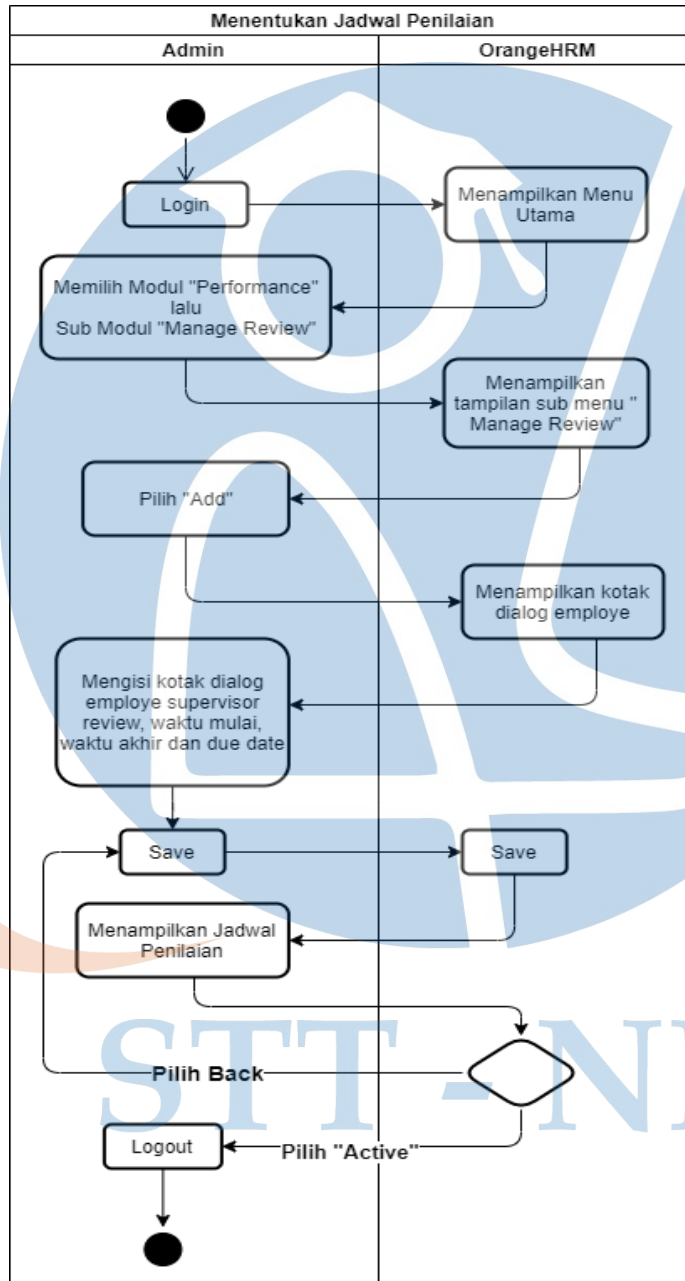 Menentukan Jadwal Penilaian
Admin
OrangeHRM
Login
Menampilkan Menu
Utama
Memilih Modul "Performance"
lalu
Sub Modul "Manage Review"
Menampilkan
tampilan sub menu "
Manage Review"
Pilih "Add"
Menampilkan kotak
dialog employe
Mengisi kotak dialog
employe supervisor
review, waktu mulai,
waktu akhir dan due date
Save
Save
Menampilkan Jadwal
Penilaian
STT - N
Pilih Back
Logout
Pilih "Active"